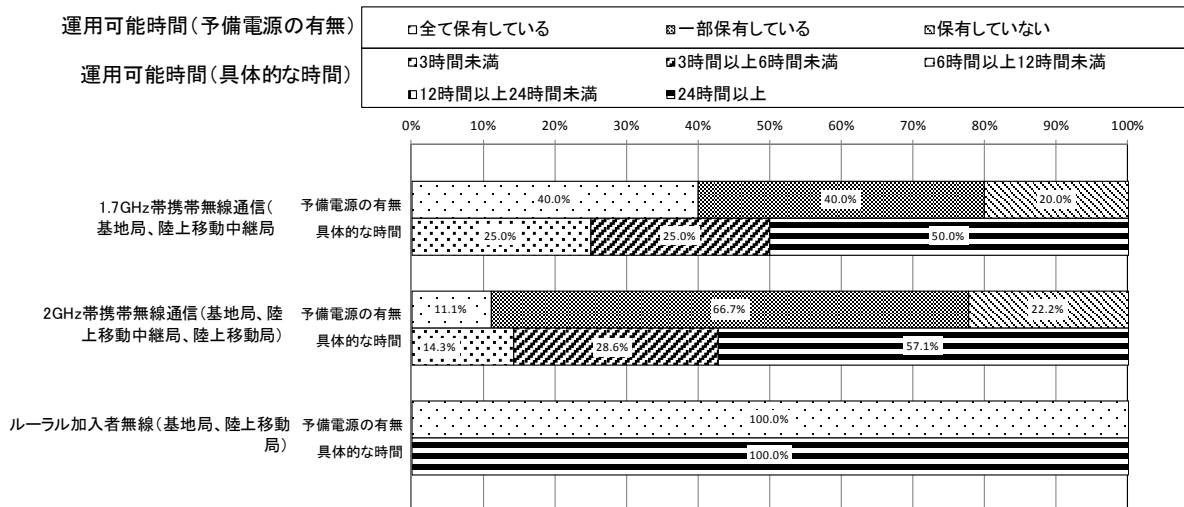 運用可能時間(予備電源の有無)
□全て保有している
一部保有している
保有していない
運用可能時間(具体的な時間)
3時間未満
3時間以上6時間未満
6時間以上12時間未満
12時間以上24時間未満
24時間以上
0% 10% 20% 30% 40% 50% 60% 70% 80% 90% 100%
1.7GHz帯携帯無線通信(
基地局、陸上移動中継局
予備電源の有無
40.0% 40.0% 20.0%
具体的な時間
25.0% 25.0% 50.0%
2GHz帯携帯無線通信(基地局、陸
上移動中継局、陸上移動局)
予備電源の有無
11.1% 66.7% 22.2%
具体的な時間
14.3% 28.6% 57.1%
ルーラル加入者無線(基地局、陸上移動
局)
予備電源の有無
100.0%
具体的な時間
100.0%